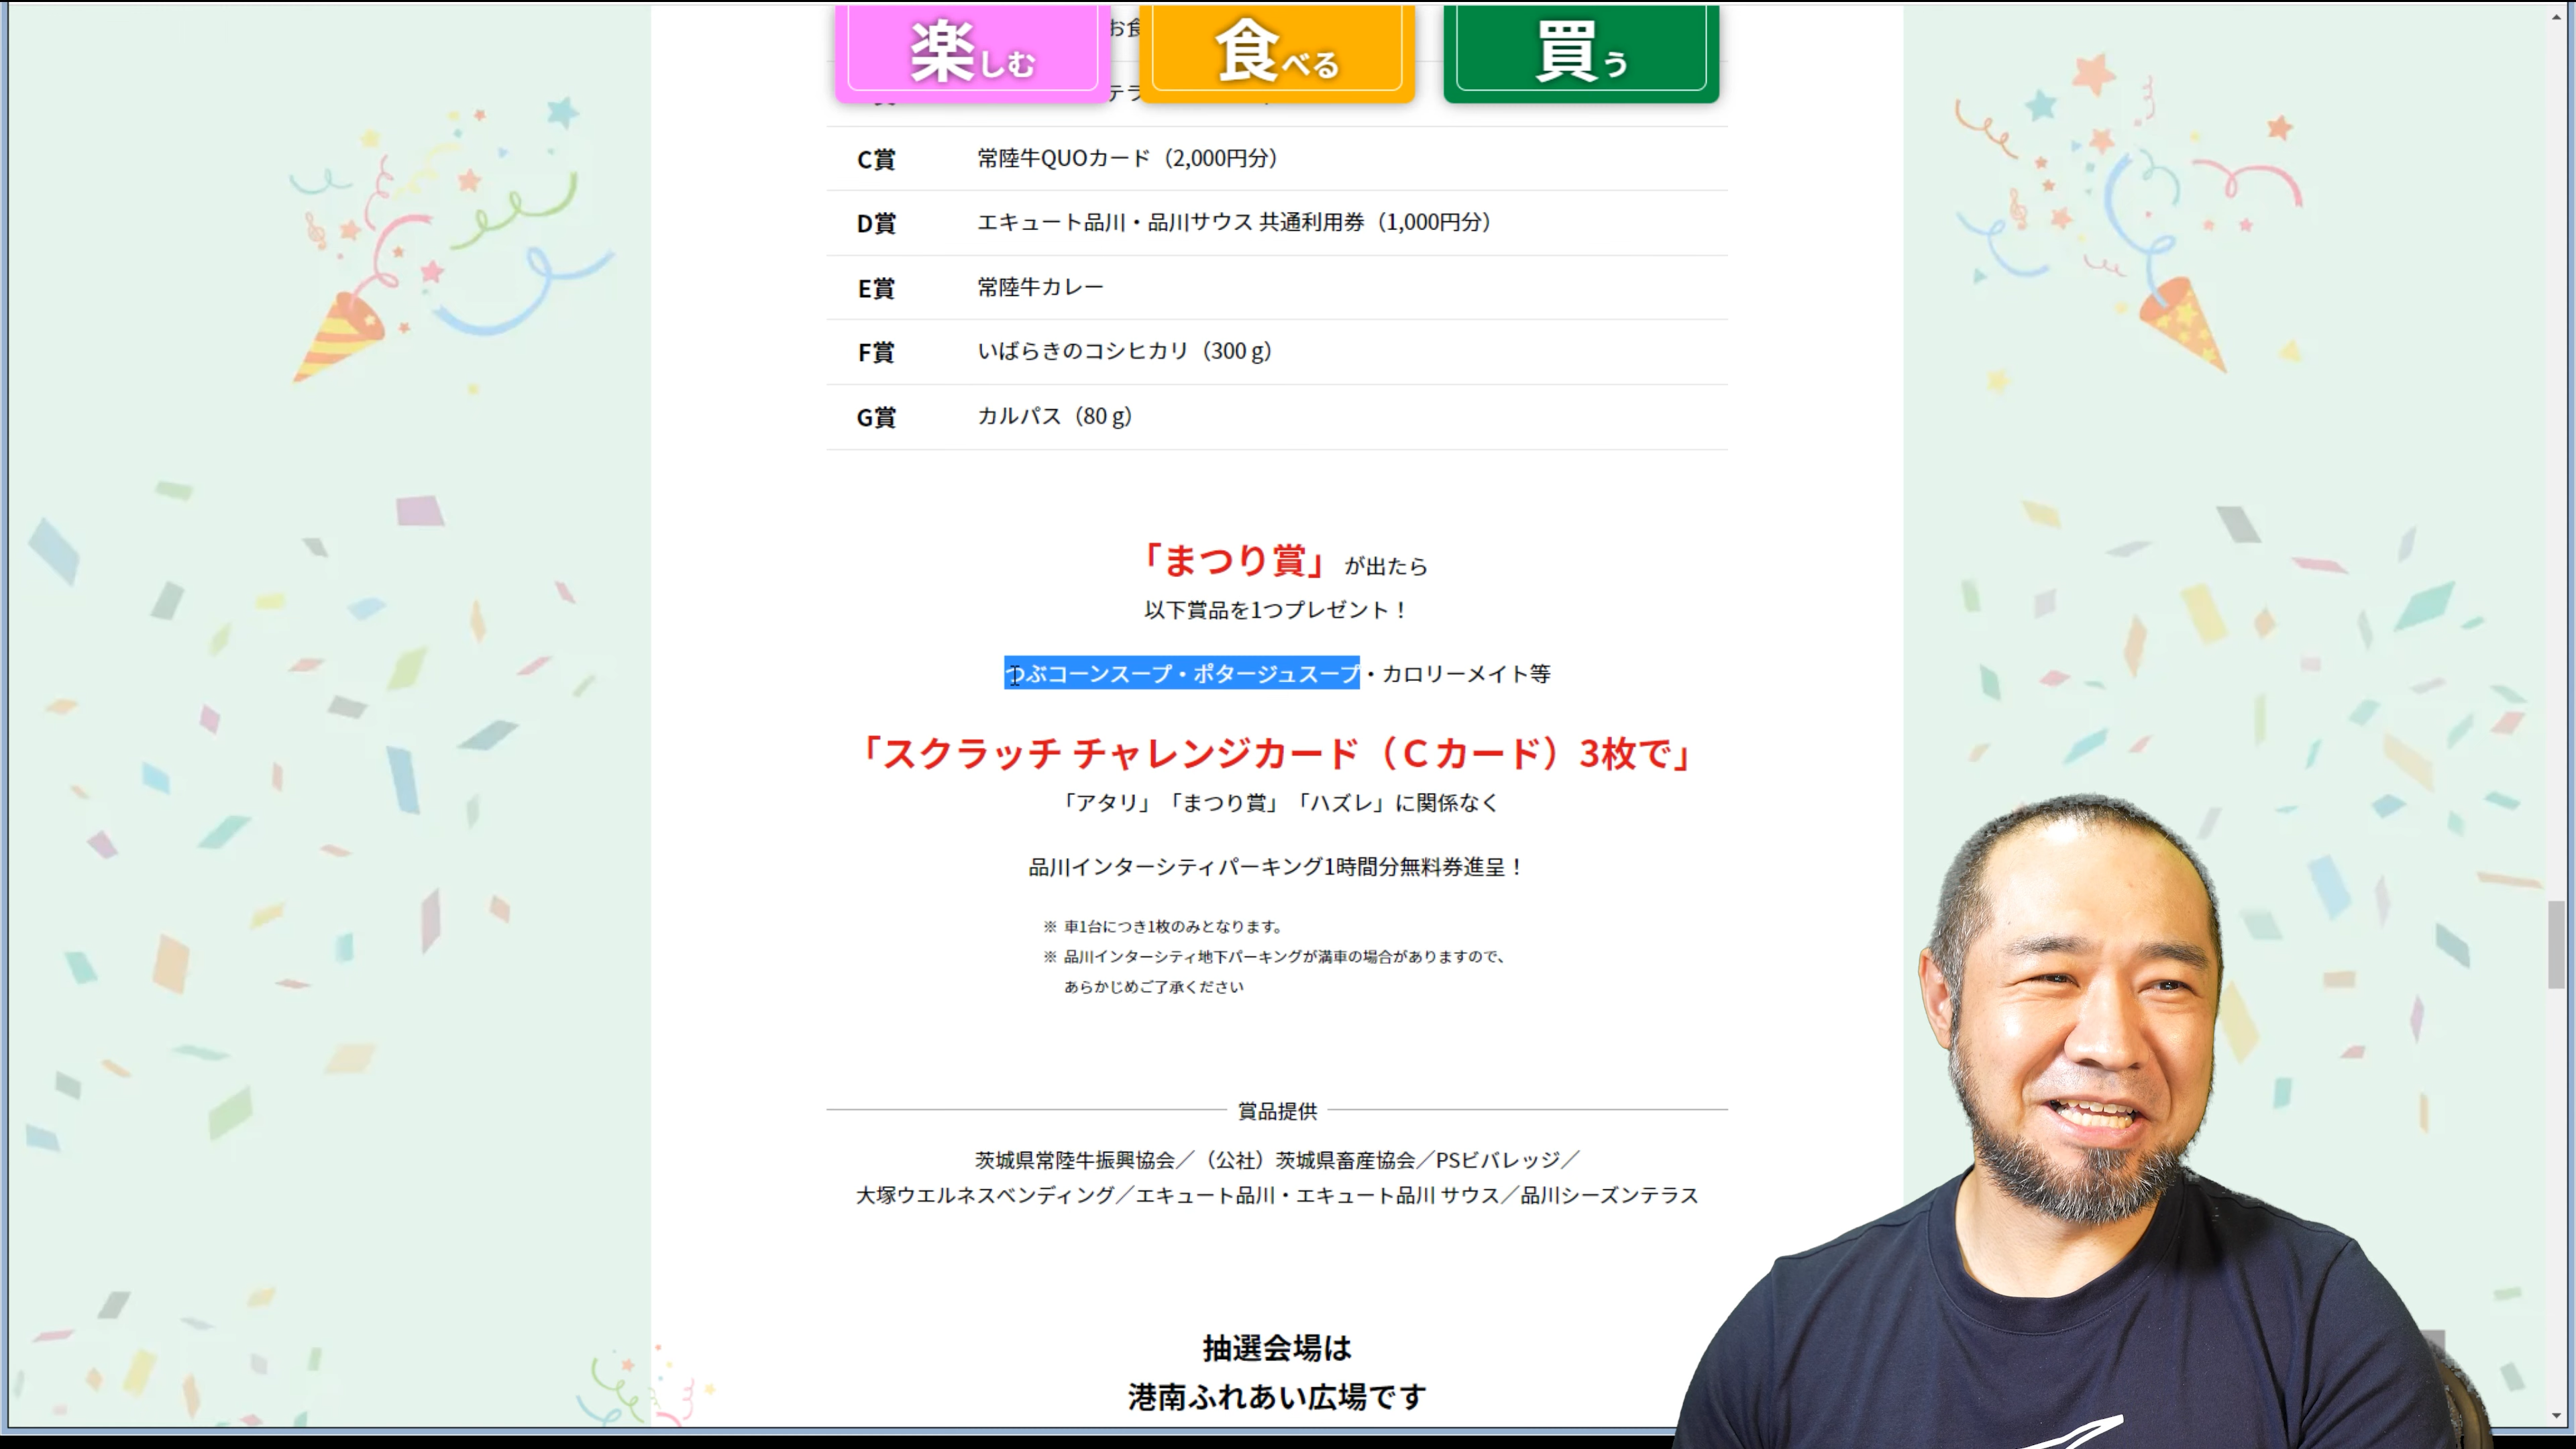 楽しむ
食べる
買う
お食
テラ
C賞 常陸牛QUOカード（2,000円分）
D賞 エキュート品川・品川サウス 共通利用券（1,000円分）
E賞 常陸牛カレー
F賞 いばらきのコシヒカリ（300 g）
G賞 カルパス（80 g）
「まつり賞」が出たら
以下賞品を1つプレゼント！
つぶコーンスープ・ポタージュスープ・カロリーメイト等
「スクラッチ チャレンジカード（Ｃカード）3枚で」
「アタリ」「まつり賞」「ハズレ」に関係なく
品川インターシティパーキング1時間分無料券進呈！
※ 車1台につき1枚のみとなります。
※ 品川インターシティ地下パーキングが満車の場合がありますので、
あらかじめご了承ください
賞品提供
茨城県常陸牛振興協会／（公社）茨城県畜産協会／PSビバレッジ／
大塚ウエルネスベンディング／エキュート品川・エキュート品川 サウス／品川シーズンテラス
抽選会場は
港南ふれあい広場です